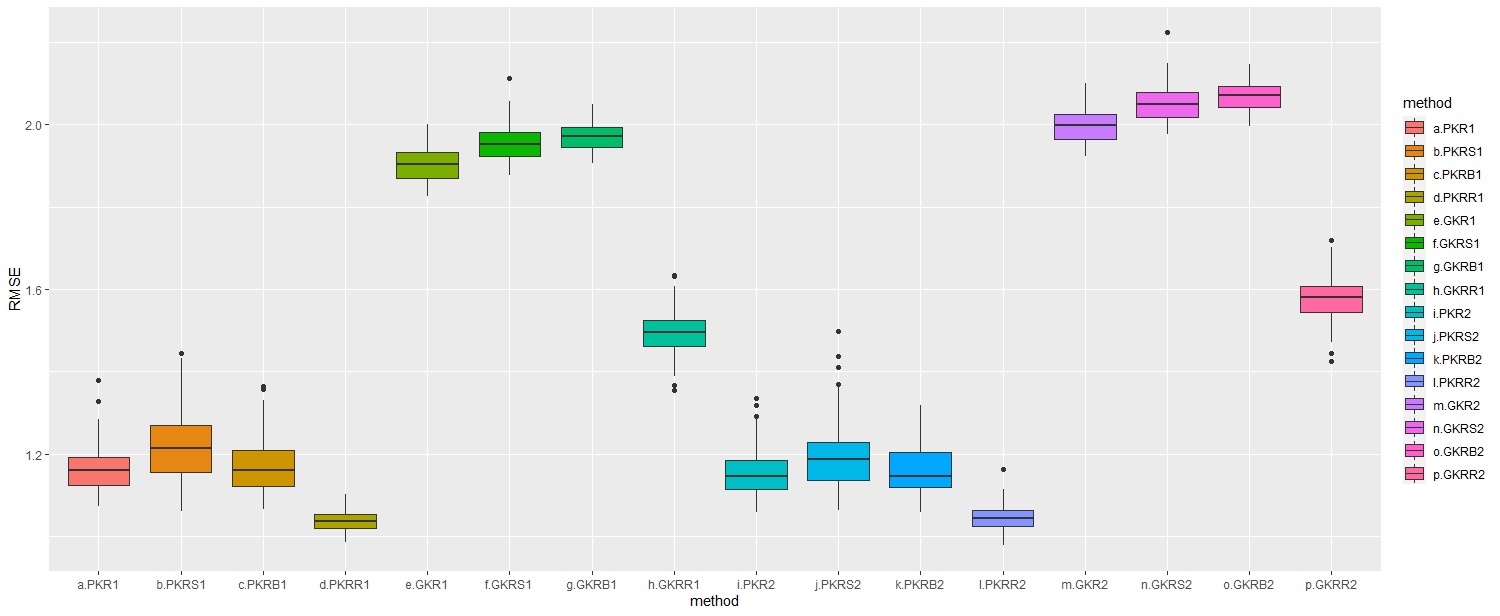 RMSE
2.0
1.6
1.2
a.PKR1 b.PKRS1 c.PKRB1 d.PKRR1 e.GKR1 f.GKRS1 g.GKRB1 h.GKRR1 i.PKR2 j.PKRS2 k.PKRB2 l.PKRR2 m.GKR2 n.GKRS2 o.GKRB2 p.GKRR2
method
method
a.PKR1
b.PKRS1
c.PKRB1
d.PKRR1
e.GKR1
f.GKRS1
g.GKRB1
h.GKRR1
i.PKR2
j.PKRS2
k.PKRB2
l.PKRR2
m.GKR2
n.GKRS2
o.GKRB2
p.GKRR2